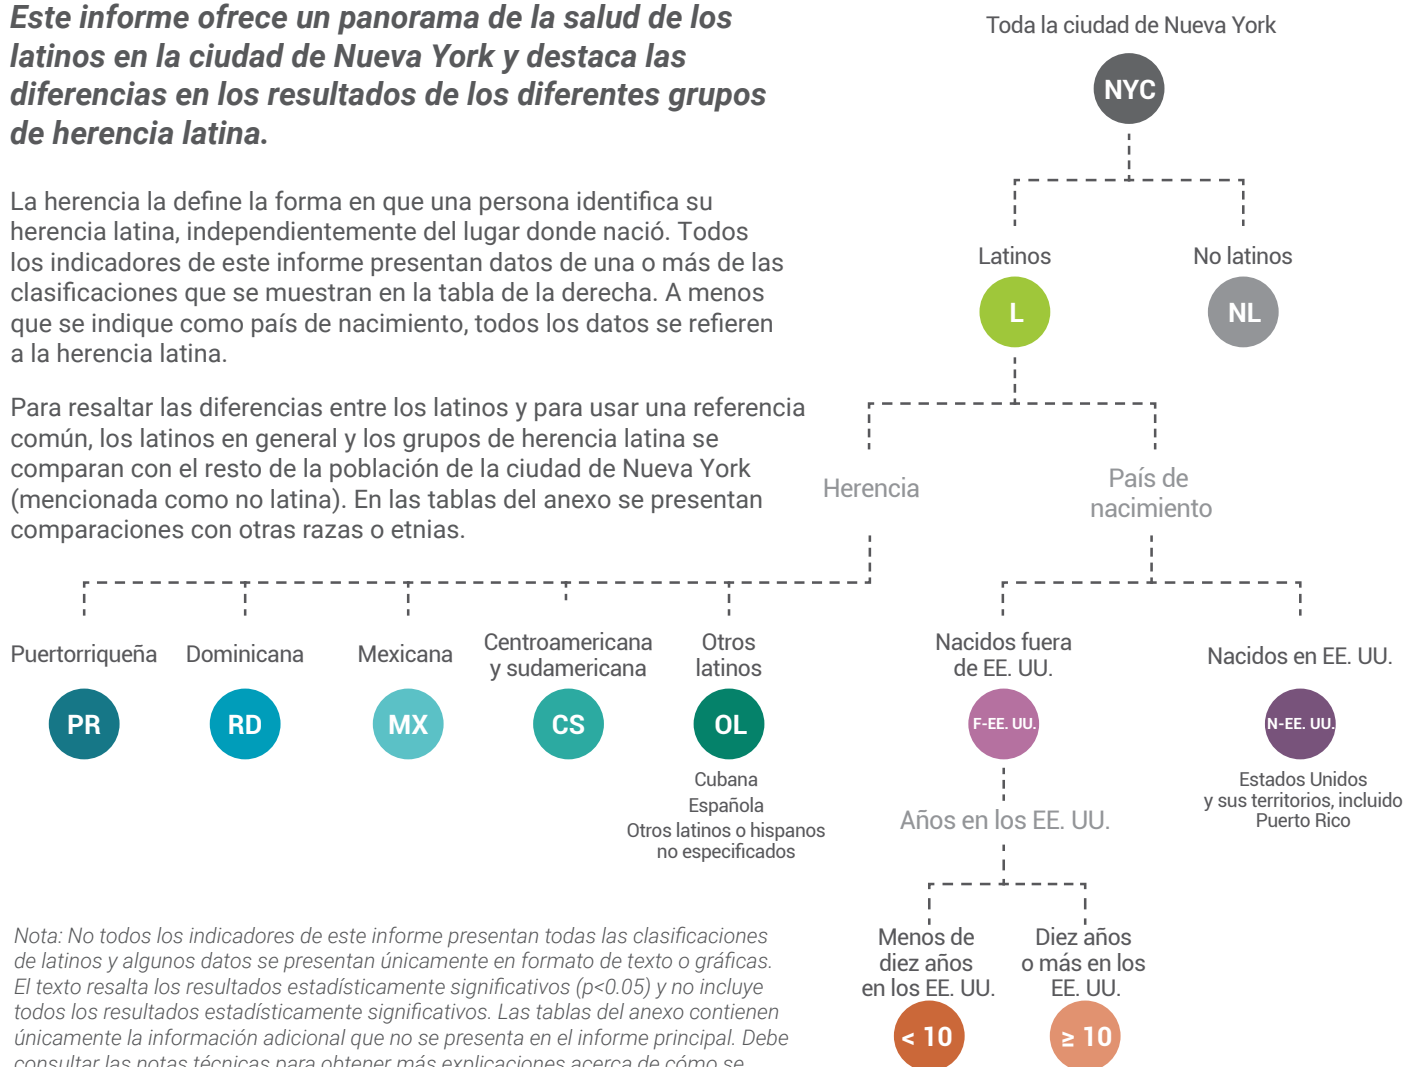 Este informe ofrece un panorama de la salud de los
latinos en la ciudad de Nueva York y destaca las
diferencias en los resultados de los diferentes grupos
de herencia latina.
La herencia la define la forma en que una persona identifica su
herencia latina, independientemente del lugar donde nació. Todos
los indicadores de este informe presentan datos de una o más de las
clasificaciones que se muestran en la tabla de la derecha. A menos
que se indique como país de nacimiento, todos los datos se refieren
a la herencia latina.
Para resaltar las diferencias entre los latinos y para usar una referencia
común, los latinos en general y los grupos de herencia latina se
comparan con el resto de la población de la ciudad de Nueva York
(mencionada como no latina). En las tablas del anexo se presentan
comparaciones con otras razas o etnias.
Toda la ciudad de Nueva York
NYC
Latinos
L
No latinos
NL
Herencia
País de
nacimiento
Puertorriqueña
PR
Dominicana
RD
Mexicana
MX
Centroamericana
y sudamericana
CS
Otros
latinos
OL
Cubana
Española
Otros latinos o hispanos
no especificados
Nacidos fuera
de EE. UU.
F-EE. UU.
Nacidos en EE. UU.
N-EE. UU.
Estados Unidos
y sus territorios, incluido
Puerto Rico
Años en los EE. UU.
Menos de
diez años
en los EE. UU.
< 10
Diez años
o más en los
EE. UU.
≥ 10
Nota: No todos los indicadores de este informe presentan todas las clasificaciones
de latinos y algunos datos se presentan únicamente en formato de texto o gráficas.
El texto resalta los resultados estadísticamente significativos (p<0.05) y no incluye
todos los resultados estadísticamente significativos. Las tablas del anexo contienen
únicamente la información adicional que no se presenta en el informe principal. Debe
consultar las notas técnicas para obtener más explicaciones acerca de cómo se